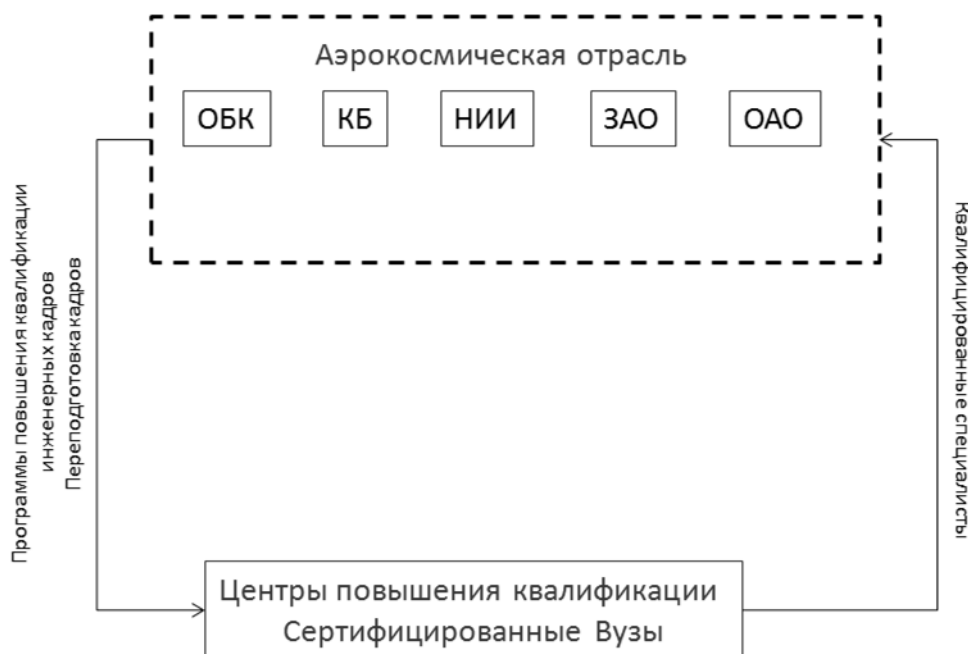 Аэрокосмическая отрасль
ОБК
КБ
НИИ
ЗАО
ОАО
Программы повышения квалификации
инженерных кадров
Переподготовка кадров
Квалифицированные специалисты
Центры повышения квалификации
Сертифицированные Вузы